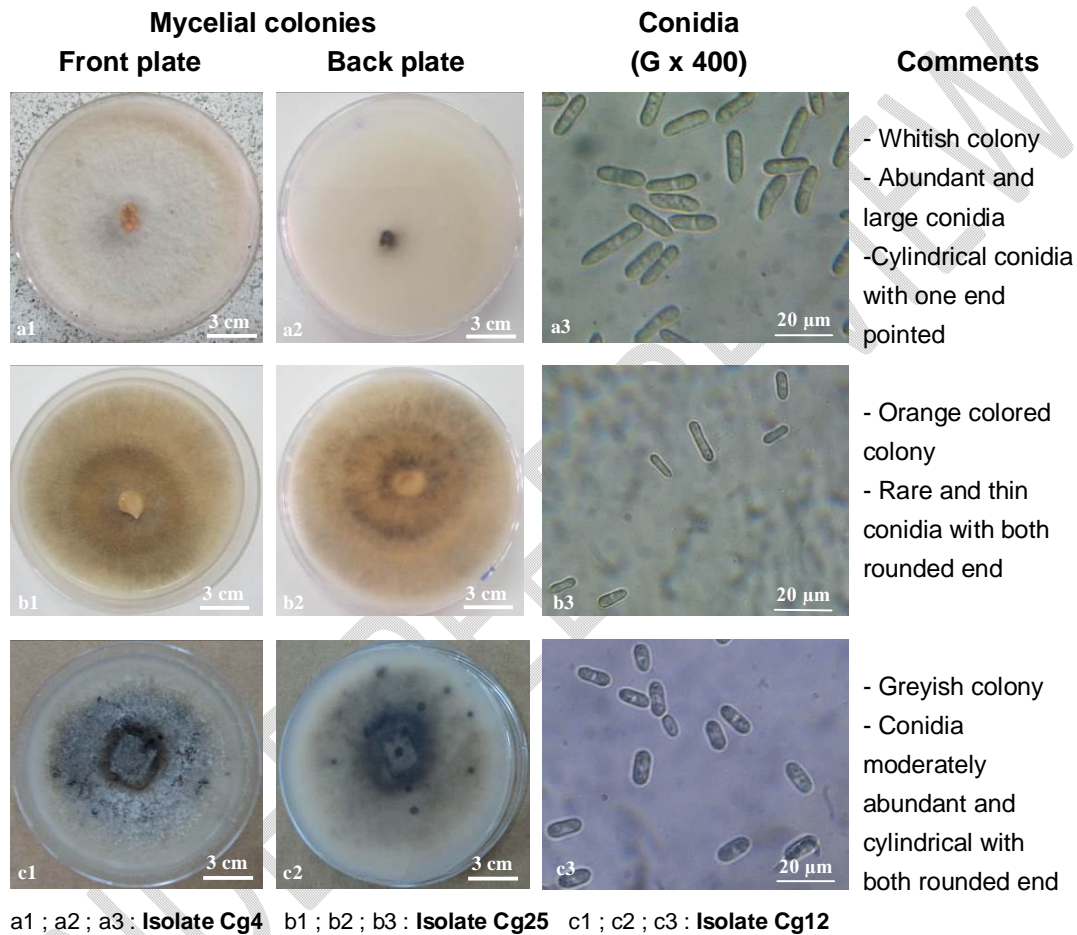 Mycelial colonies
Conidia
Front plate
Back plate
(G x 400)
Comments
a1
3 cm
a2
3 cm
a3
20 µm
- Whitish colony
- Abundant and
large conidia
-Cylindrical conidia
with one end
pointed
b1
3 cm
b2
3 cm
b3
20 µm
- Orange colored
colony
- Rare and thin
conidia with both
rounded end
c1
3 cm
c2
3 cm
c3
20 µm
- Greyish colony
- Conidia
moderately
abundant and
cylindrical with
both rounded end
a1 ; a2 ; a3 : Isolate Cg4 b1 ; b2 ; b3 : Isolate Cg25 c1 ; c2 ; c3 : Isolate Cg12